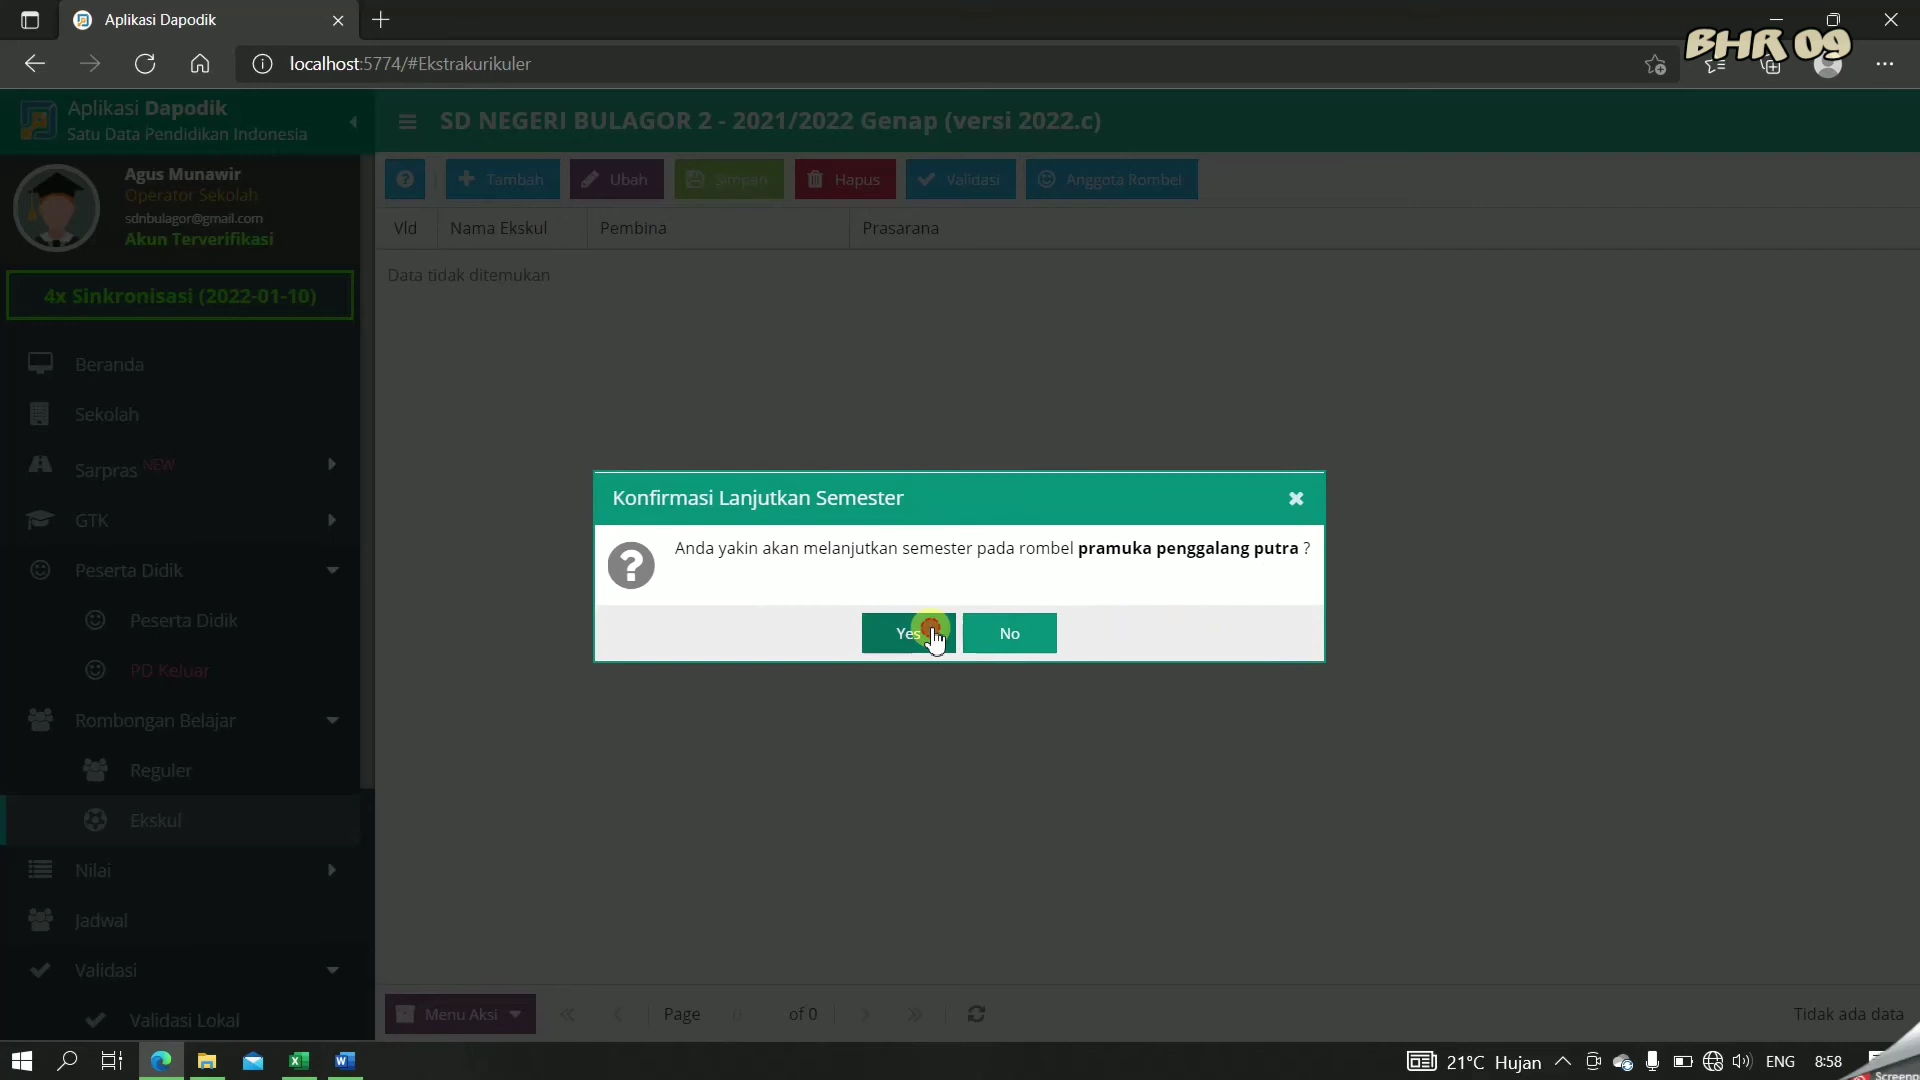 Aplikasi Dapodik
localhost:5774/#Ekstrakurikuler
BHR 09
Aplikasi Dapodik
Satu Data Pendidikan Indonesia
SD NEGERI BULAGOR 2 - 2021/2022 Genap (versi 2022.c)
Agus Munawir
Operator Sekolah
sdnbulagor@gmail.com
Akun Terverifikasi
Tambah
Ubah
Simpan
Hapus
Validasi
Anggota Rombel
Vld
Nama Ekskul
Pembina
Prasarana
Data tidak ditemukan
4x Sinkronisasi (2022-01-10)
Beranda
Sekolah
Sarpras NEW
GTK
Peserta Didik
Peserta Didik
PD Keluar
Rombongan Belajar
Reguler
Ekskul
Nilai
Jadwal
Validasi
Validasi Lokal
Konfirmasi Lanjutkan Semester
Anda yakin akan melanjutkan semester pada rombel pramuka penggalang putra ?
Yes
No
Menu Aksi
Page
of 0
Tidak ada data
21°C Hujan
ENG
8:58